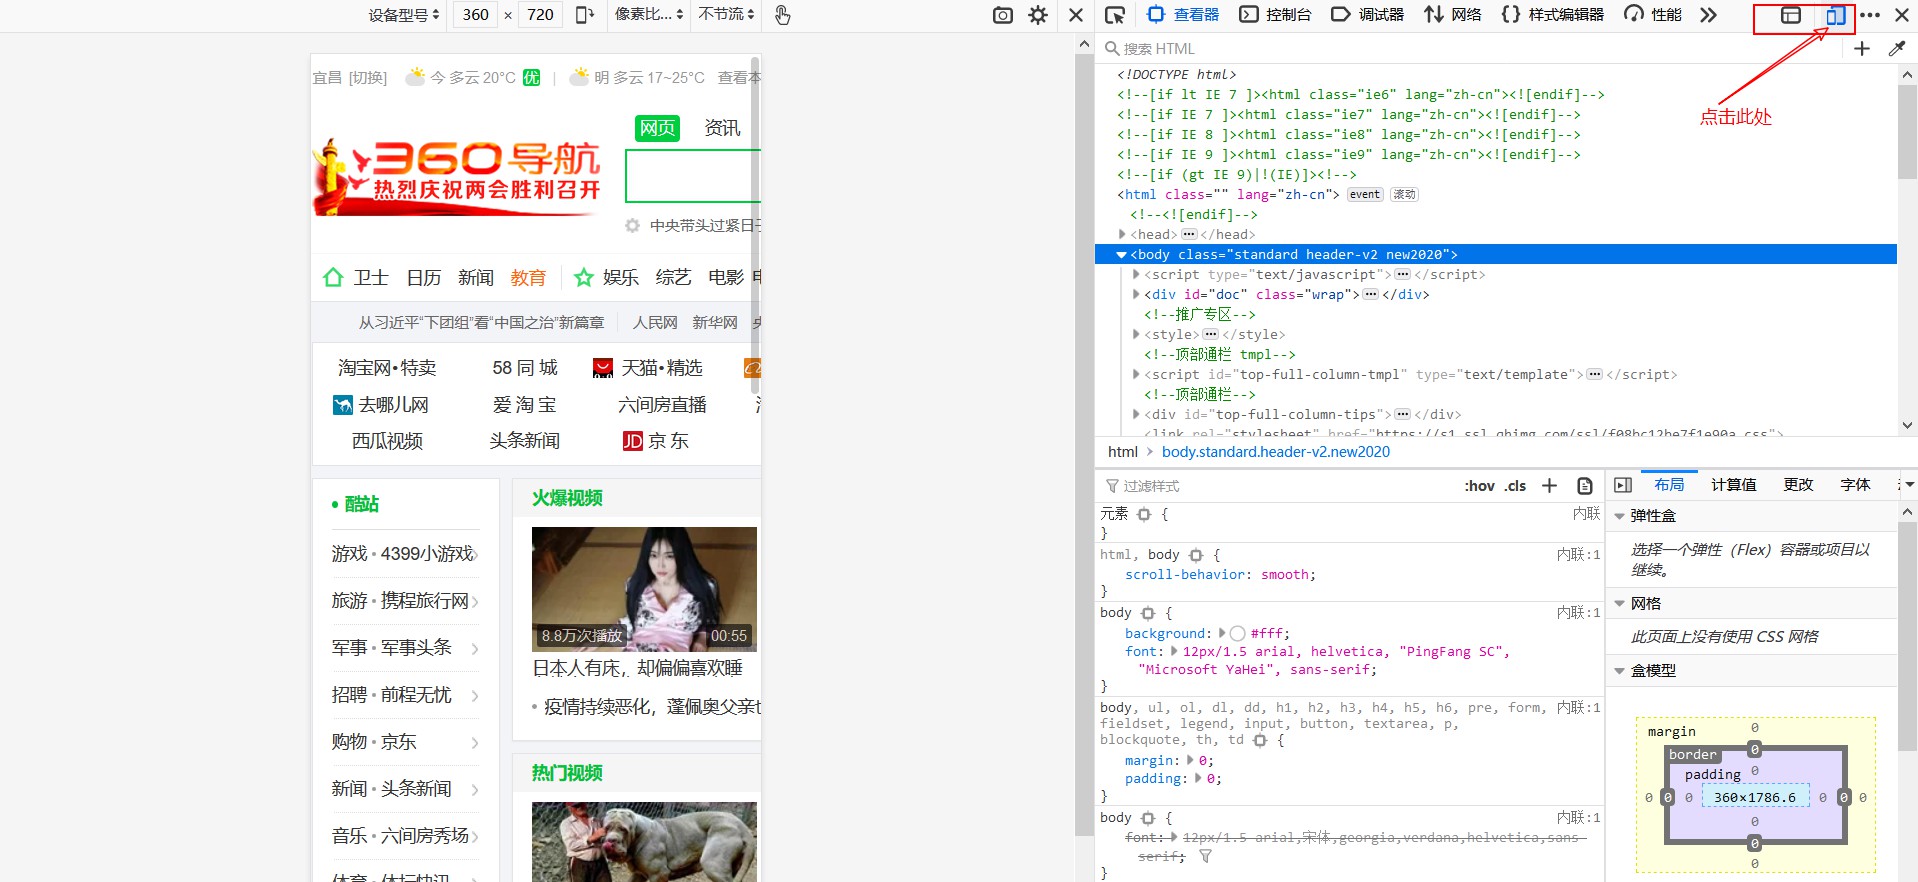 设备型号 360 × 720 像素比... 不节流
查看器 控制台 调试器 网络 样式编辑器 性能
搜索 HTML
点击此处
宜昌 [切换] 今 多云 20°C 优 | 明 多云 17~25°C 查看本
网页 资讯
360导航
热烈庆祝两会胜利召开
中央带头过紧日子
卫士 日历 新闻 教育 娱乐 综艺 电影
从习近平“下团组”看“中国之治”新篇章 人民网 新华网 央
淘宝网•特卖 58 同 城 天猫•精选
去哪儿网 爱 淘 宝 六间房直播
西瓜视频 头条新闻 JD 京 东
• 酷站
游戏 • 4399小游戏
旅游 • 携程旅行网
军事 • 军事头条
招聘 • 前程无忧
购物 • 京东
新闻 • 头条新闻
音乐 • 六间房秀场
体育 • 体坛快讯
火爆视频
8.8万次播放 00:55
日本人有床，却偏偏喜欢睡
• 疫情持续恶化，蓬佩奥父亲也
热门视频
<!DOCTYPE html>
<!--[if lt IE 7 ]><html class="ie6" lang="zh-cn"><![endif]-->
<!--[if IE 7 ]><html class="ie7" lang="zh-cn"><![endif]-->
<!--[if IE 8 ]><html class="ie8" lang="zh-cn"><![endif]-->
<!--[if IE 9 ]><html class="ie9" lang="zh-cn"><![endif]-->
<!--[if (gt IE 9)|!(IE)]><!-->
<html class="" lang="zh-cn"> event 滚动
<!--<![endif]-->
<head>•••</head>
<body class="standard header-v2 new2020">
<script type="text/javascript">•••</script>
<div id="doc" class="wrap">•••</div>
<!--推广专区-->
<style>•••</style>
<!--顶部通栏 tmpl-->
<script id="top-full-column-tmpl" type="text/template">•••</script>
<!--顶部通栏-->
<div id="top-full-column-tips">•••</div>
<link rel="stylesheet" href="https://s1.ssl.qhimg.com/ssl/f08bc12be7f1e90a.css">
html > body.standard.header-v2.new2020
过滤样式 :hov .cls +
元素 { 内联
}
html, body { 内联:1
scroll-behavior: smooth;
}
body { 内联:1
background: #fff;
font: 12px/1.5 arial, helvetica, "PingFang SC",
"Microsoft YaHei", sans-serif;
}
body, ul, ol, dl, dd, h1, h2, h3, h4, h5, h6, pre, form, 内联:1
fieldset, legend, input, button, textarea, p,
blockquote, th, td {
margin: 0;
padding: 0;
}
body { 内联:1
font: 12px/1.5 arial,宋体,georgia,verdana,helvetica,sans-
serif;
}
布局 计算值 更改 字体
弹性盒
选择一个弹性（Flex）容器或项目以
继续。
网格
此页面上没有使用 CSS 网格
盒模型
margin 0
border 0
padding 0
0 0 0 360×1786.6 0 0 0
0
0
0